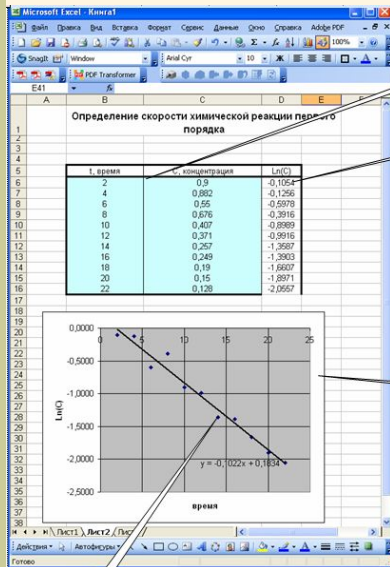 Microsoft Excel - Книга1
Файл Правка Вид Вставка Формат Сервис Данные Окно Справка Adobe PDF
100%
SnagIt Window Arial Cyr 10 Ж
PDF Transformer
E41
A B C D E
Определение скорости химической реакции первого
порядка
t, время С, концентрация Ln(C)
2 0,9 -0,1054
4 0,882 -0,1256
6 0,55 -0,5978
8 0,676 -0,3916
10 0,407 -0,8989
12 0,371 -0,9916
14 0,257 -1,3587
16 0,249 -1,3903
18 0,19 -1,6607
20 0,15 -1,8971
22 0,128 -2,0557
0,0000
0 5 10 15 20 25
-0,5000
-1,0000
Ln(C)
-1,5000
-2,0000
y = -0,1022x + 0,1834
-2,5000
время
Лист1 Лист2 Лист
Действия Автофигуры
Готово